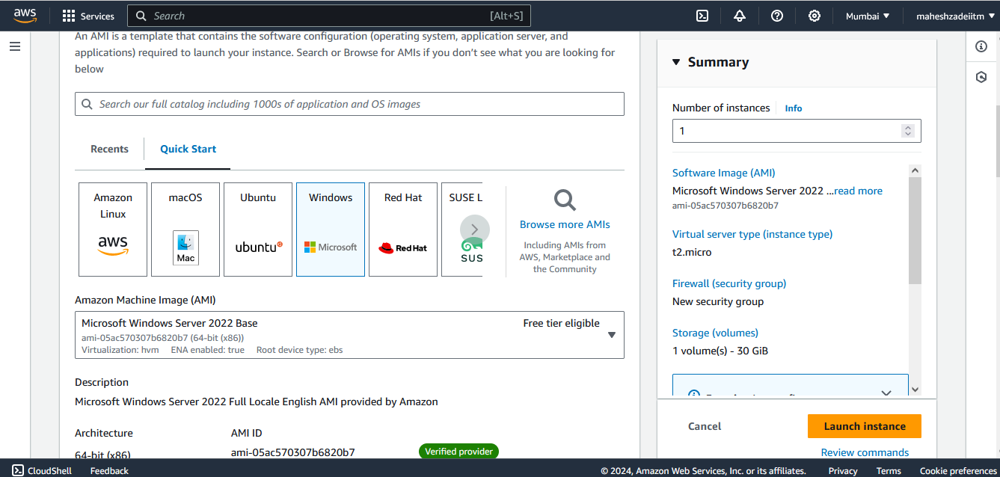 aws
Services
Search
[Alt+S]
Mumbai
maheshzadeiitm
An AMI is a template that contains the software configuration (operating system, application server, and
applications) required to launch your instance. Search or Browse for AMIs if you don't see what you are looking for
below
Search our full catalog including 1000s of application and OS images
Recents
Quick Start
Amazon
Linux
aws
macOS
Mac
Ubuntu
ubuntu
Windows
Microsoft
Red Hat
Red Hat
SUSE L
SUS
Browse more AMIs
Including AMIs from
AWS, Marketplace and
the Community
Amazon Machine Image (AMI)
Microsoft Windows Server 2022 Base
Free tier eligible
ami-05ac570307b6820b7 (64-bit (x86))
Virtualization: hvm ENA enabled: true Root device type: ebs
Description
Microsoft Windows Server 2022 Full Locale English AMI provided by Amazon
Architecture
64-bit (x86)
AMI ID
ami-05ac570307b6820b7
Verified provider
Summary
Number of instances
Info
1
Software Image (AMI)
Microsoft Windows Server 2022 ...read more
ami-05ac570307b6820b7
Virtual server type (instance type)
t2.micro
Firewall (security group)
New security group
Storage (volumes)
1 volume(s) - 30 GiB
Cancel
Launch instance
Review commands
CloudShell
Feedback
© 2024, Amazon Web Services, Inc. or its affiliates.
Privacy
Terms
Cookie preferences